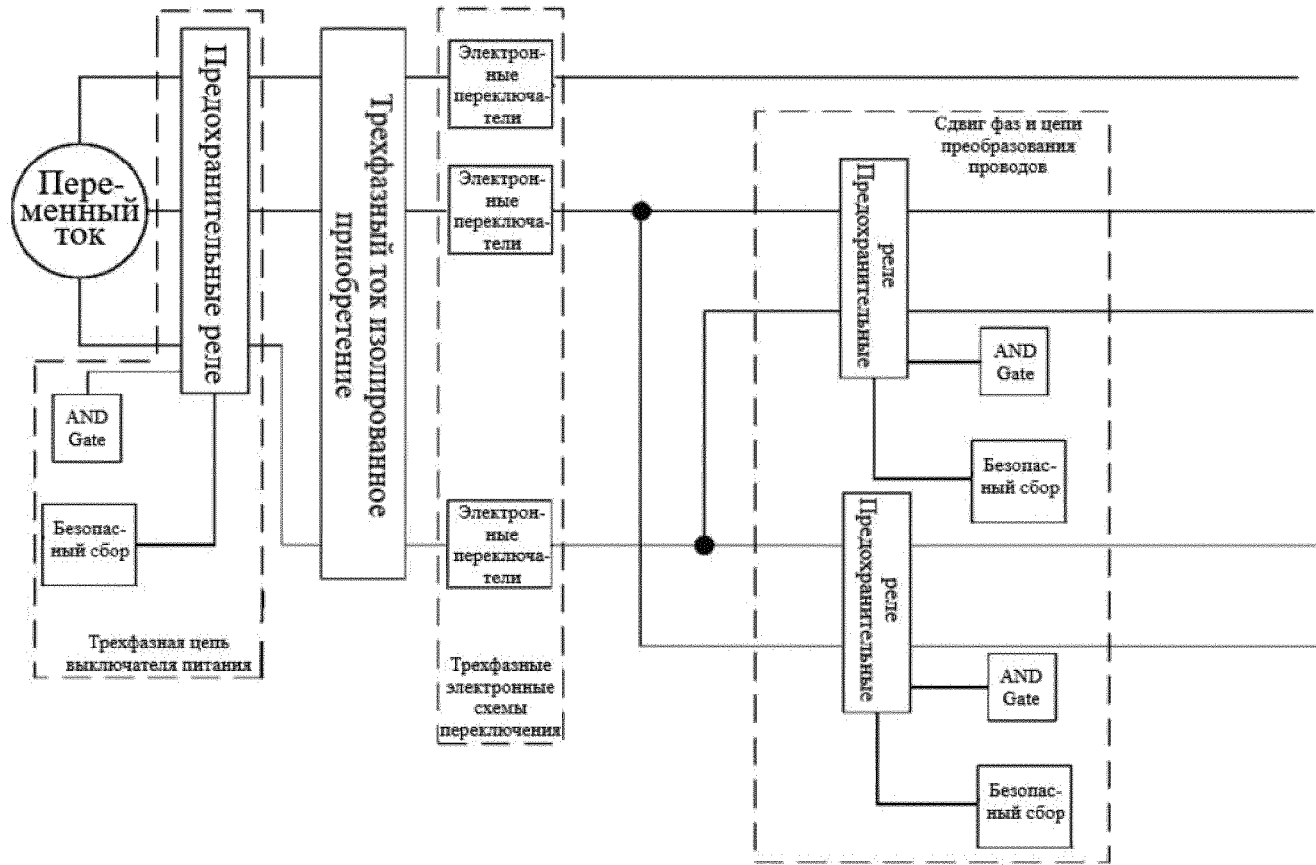 Пере-
менный
ток
Предохранительные реле
AND
Gate
Безопас-
ный сбор
Трехфазная цепь
выключателя питания
Трехфазный ток изолированное
приобретение
Электрон-
ные
переключа-
тели
Электрон-
ные
переключа-
тели
Электрон-
ные
переключа-
тели
Трехфазные
электронные
схемы
переключения
Сдвиг фаз и цепи
преобразования
проводов
реле
Предохранительные
AND
Gate
Безопас-
ный сбор
реле
Предохранительные
AND
Gate
Безопас-
ный сбор